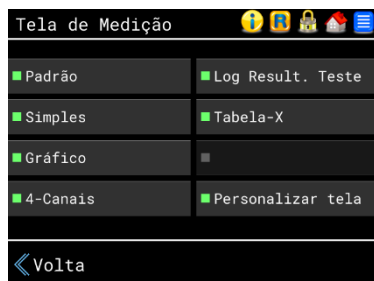 Tela de Medição
i R
Padrão
Log Result. Teste
Simples
Tabela-X
Gráfico
4-Canais
Personalizar tela
Volta